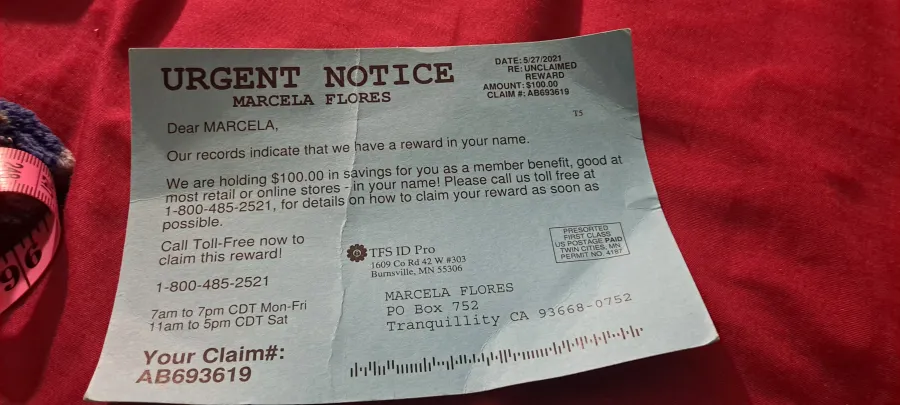 URGENT NOTICE
MARCELA FLORES
DATE: 5/27/2021
RE: UNCLAIMED
REWARD
AMOUNT: $100.00
CLAIM #: AB693619
T5
Dear MARCELA,
Our records indicate that we have a reward in your name.
We are holding $100.00 in savings for you as a member benefit, good at
most retail or online stores - in your name! Please call us toll free at
1-800-485-2521, for details on how to claim your reward as soon as
possible.
Call Toll-Free now to
claim this reward!
1-800-485-2521
7am to 7pm CDT Mon-Fri
11am to 5pm CDT Sat
Your Claim#:
AB693619
TFS ID Pro
1609 Co Rd 42 W #303
Burnsville, MN 55306
PRESORTED
FIRST CLASS
US POSTAGE PAID
TWIN CITIES, MN
PERMIT NO. 4187
MARCELA FLORES
PO Box 752
Tranquillity CA 93668-0752